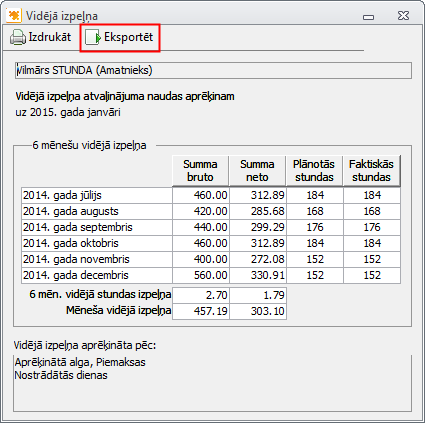 Vidējā izpeļņa
Izdrukāt Eksportēt
Vilmārs STUNDA (Amatnieks)
Vidējā izpeļņa atvaļinājuma naudas aprēķinam
uz 2015. gada janvāri
6 mēnešu vidējā izpeļņa
Summa bruto Summa neto Plānotās stundas Faktiskās stundas
2014. gada jūlijs 460.00 312.89 184 184
2014. gada augusts 420.00 285.68 168 168
2014. gada septembris 440.00 299.29 176 176
2014. gada oktobris 460.00 312.89 184 184
2014. gada novembris 400.00 272.08 152 152
2014. gada decembris 560.00 330.91 152 152
6 mēn. vidējā stundas izpeļņa 2.70 1.79
Mēneša vidējā izpeļņa 457.19 303.10
Vidējā izpeļņa aprēķināta pēc:
Aprēķinātā alga, Piemaksas
Nostrādātās dienas